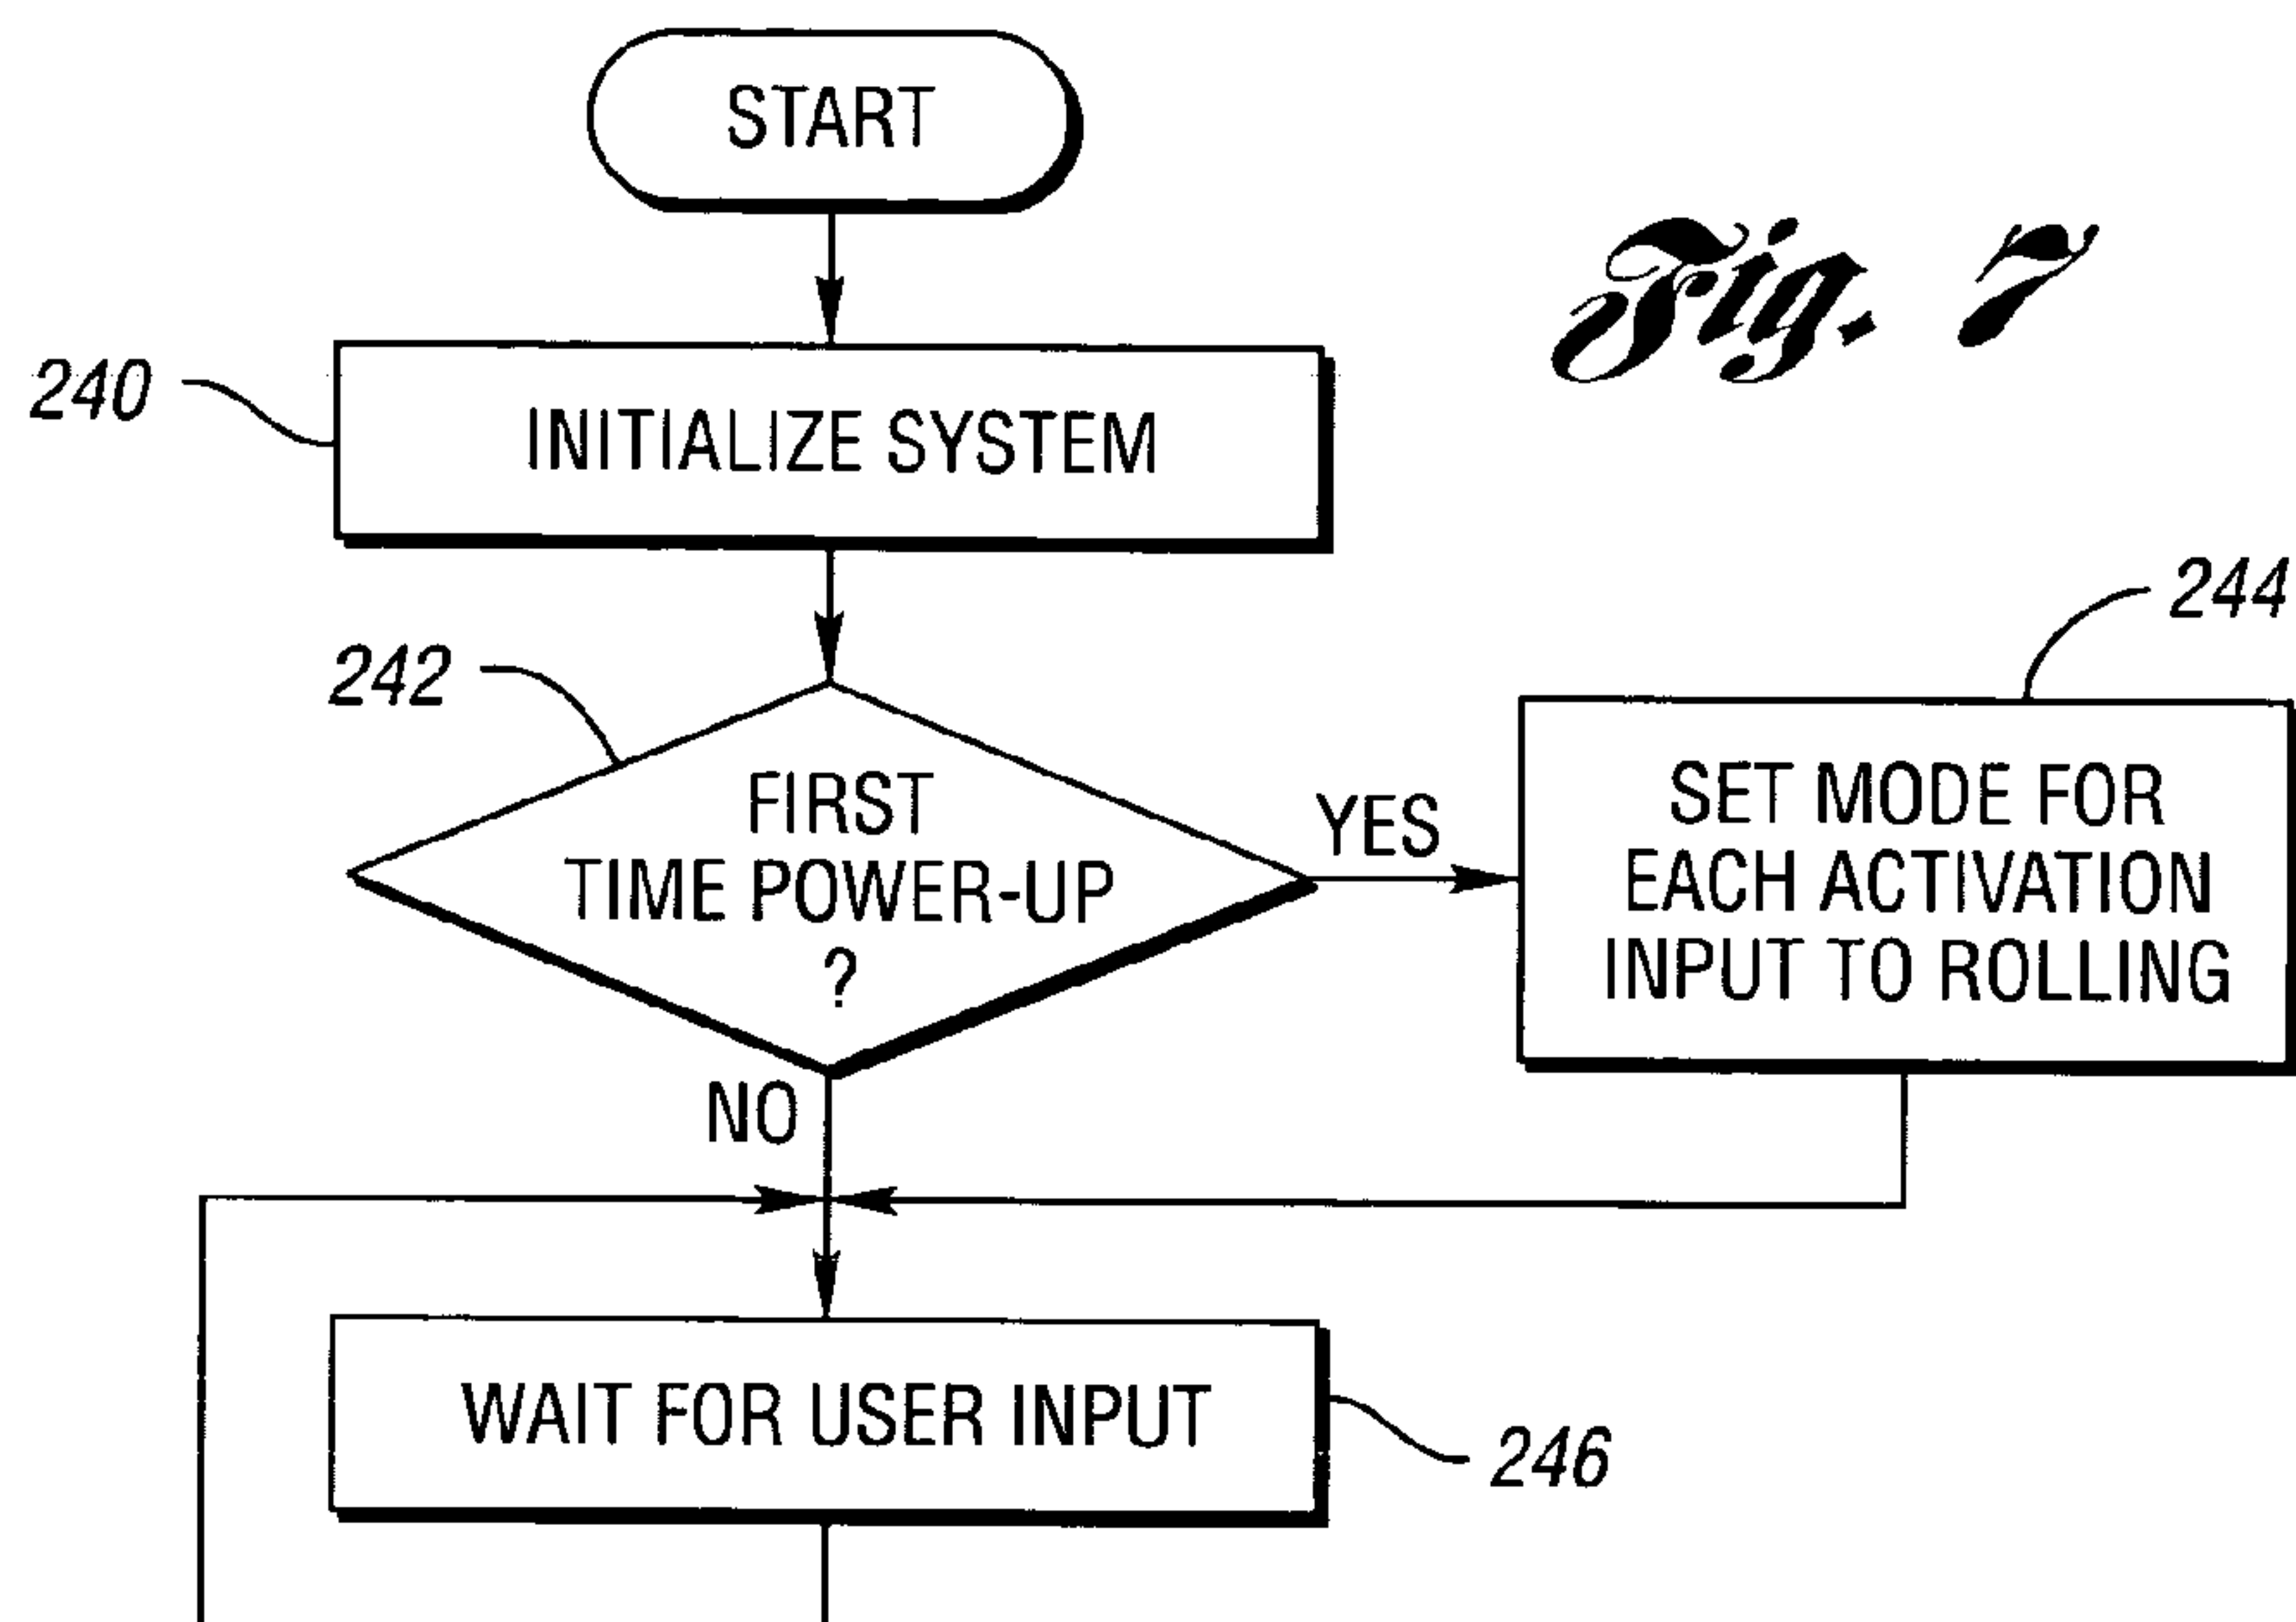 START
Fig. 7
240
INITIALIZE SYSTEM
244
242
FIRST
TIME POWER-UP
?
YES
SET MODE FOR
EACH ACTIVATION
INPUT TO ROLLING
NO
WAIT FOR USER INPUT
246